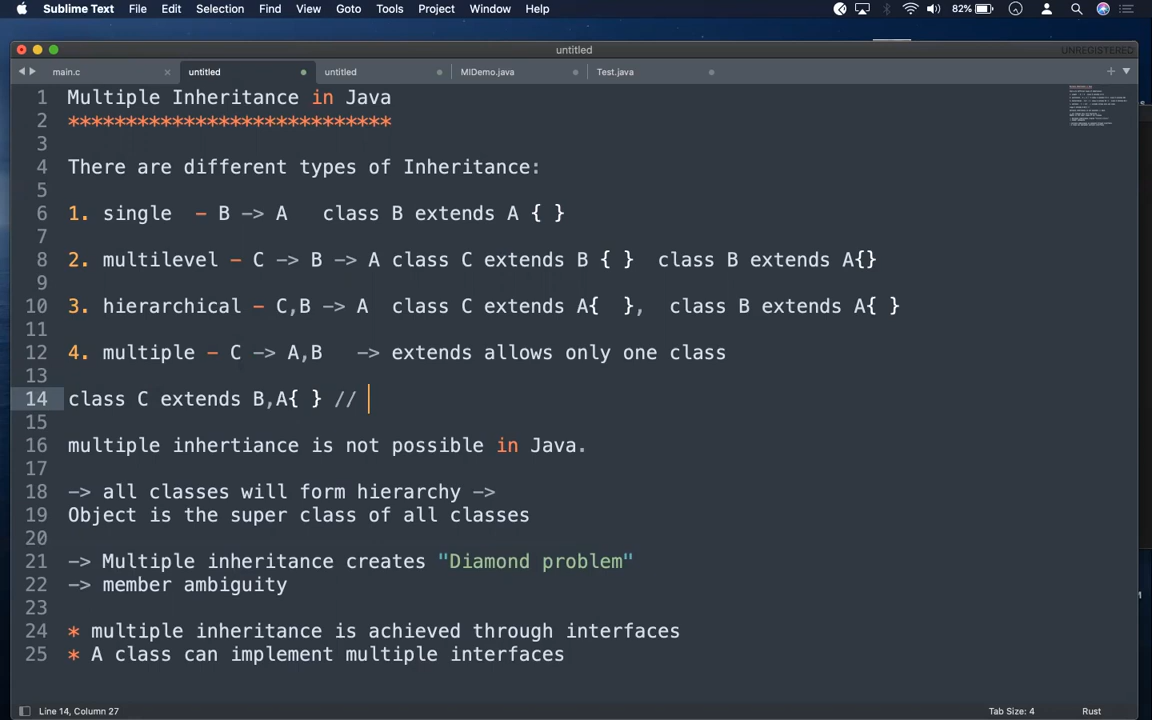 Sublime Text File Edit Selection Find View Goto Tools Project Window Help 82%
untitled UNREGISTERED
main.c untitled untitled MIDemo.java Test.java
1 Multiple Inheritance in Java
2 ****************************
3
4 There are different types of Inheritance:
5
6 1. single  - B -> A   class B extends A { }
7
8 2. multilevel - C -> B -> A class C extends B { }  class B extends A{}
9
10 3. hierarchical - C,B -> A  class C extends A{  },  class B extends A{ }
11
12 4. multiple - C -> A,B   -> extends allows only one class
13
14 class C extends B,A{ } //
15
16 multiple inhertiance is not possible in Java.
17
18 -> all classes will form hierarchy ->
19 Object is the super class of all classes
20
21 -> Multiple inheritance creates "Diamond problem"
22 -> member ambiguity
23
24 * multiple inheritance is achieved through interfaces
25 * A class can implement multiple interfaces
Line 14, Column 27 Tab Size: 4 Rust